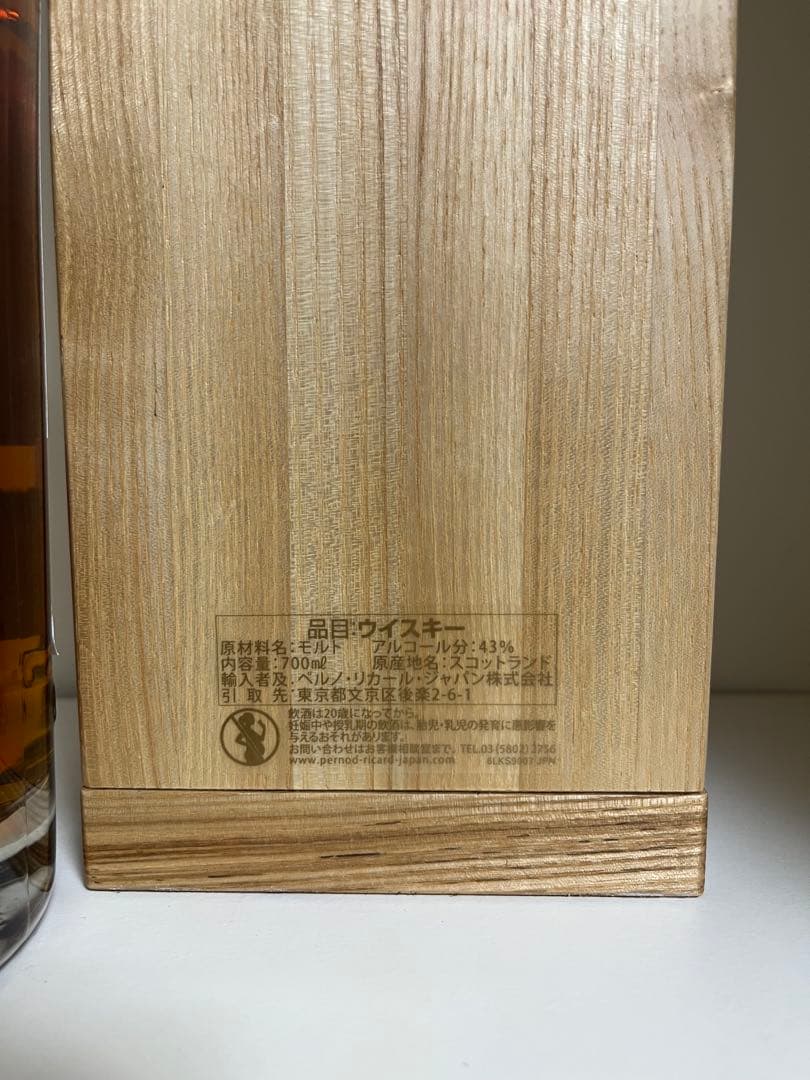 品目:ウイスキー
原材料名:モルト アルコール分:43%
内容量:700㎖ 原産地名:スコットランド
輸入者及.ペルノ・リカール・ジャパン株式会社
引取先:東京都文京区後楽2-6-1
飲酒は20歳になってから。
妊娠中や授乳期の飲酒は、胎児・乳児の発育に悪影響を
与えるおそれがあります。
お問い合わせはお客様相談室まで。TEL.03(5802)2756
www.pernod-ricard-japan.com 8LKS9007 JPN